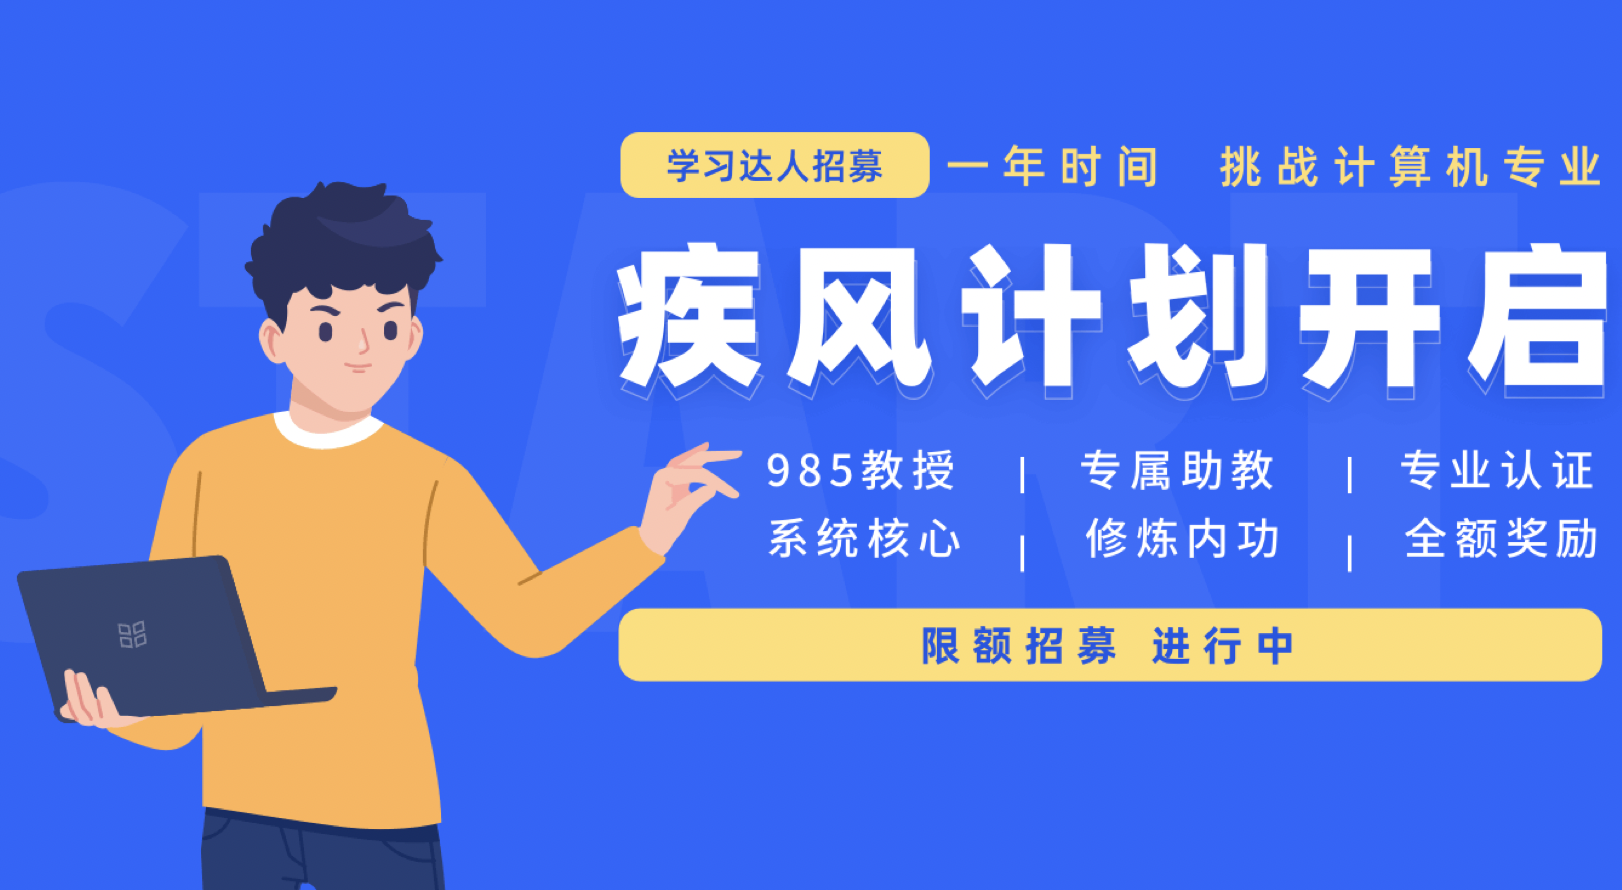 START
学习达人招募 一年时间 挑战计算机专业
疾风计划开启
985教授 | 专属助教 | 专业认证
系统核心 | 修炼内功 | 全额奖励
限额招募 进行中